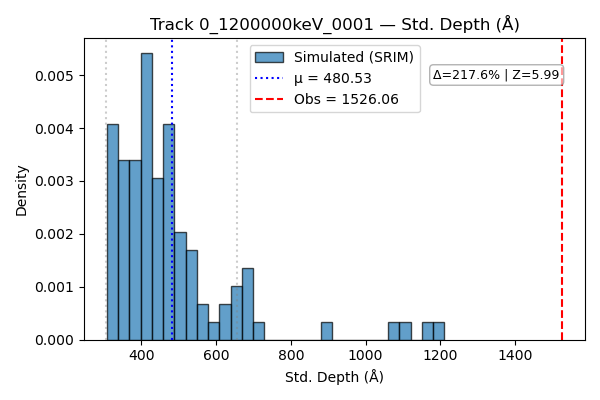 Track 0_1200000keV_0001 — Std. Depth (Å)
Simulated (SRIM)
μ = 480.53
Obs = 1526.06
Δ=217.6% | Z=5.99
Density
0.005
0.004
0.003
0.002
0.001
0.000
400
600
800
1000
1200
1400
Std. Depth (Å)